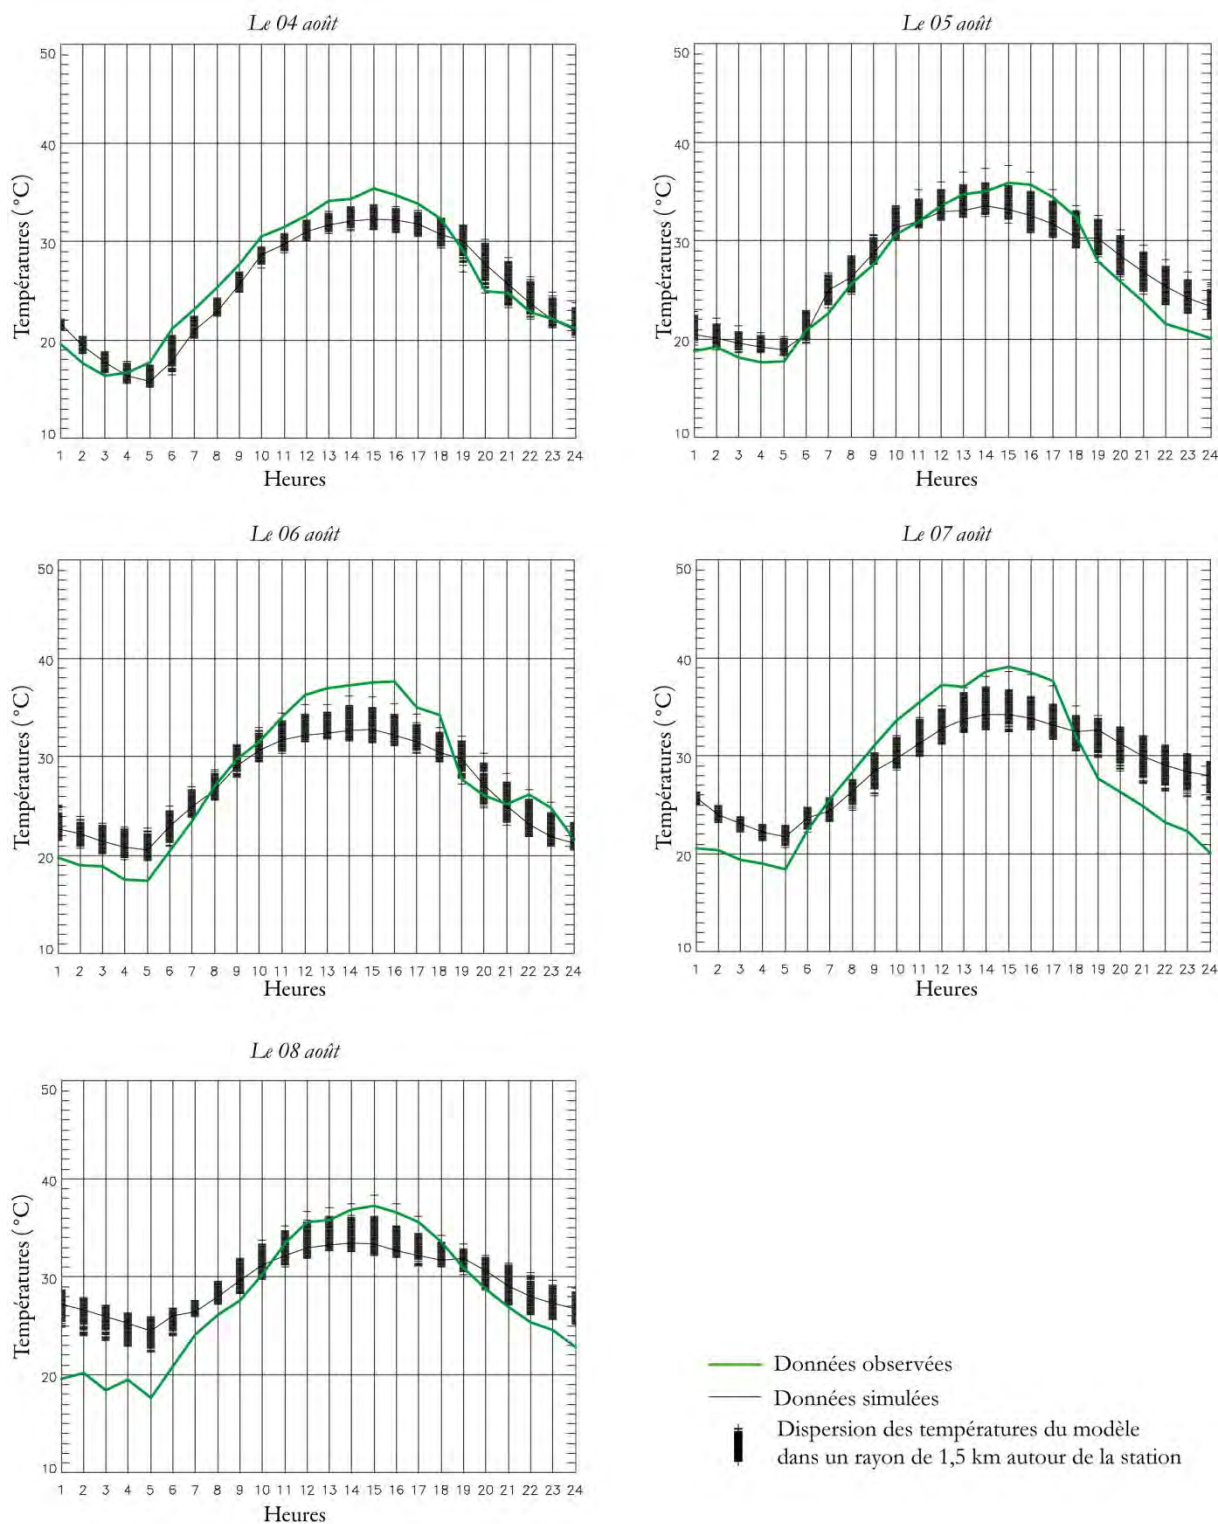 Le 04 août
Températures (°C)
50
40
30
20
10
1 2 3 4 5 6 7 8 9 10 11 12 13 14 15 16 17 18 19 20 21 22 23 24
Heures
Le 05 août
Températures (°C)
50
40
30
20
10
1 2 3 4 5 6 7 8 9 10 11 12 13 14 15 16 17 18 19 20 21 22 23 24
Heures
Le 06 août
Températures (°C)
50
40
30
20
10
1 2 3 4 5 6 7 8 9 10 11 12 13 14 15 16 17 18 19 20 21 22 23 24
Heures
Le 07 août
Températures (°C)
50
40
30
20
10
1 2 3 4 5 6 7 8 9 10 11 12 13 14 15 16 17 18 19 20 21 22 23 24
Heures
Le 08 août
Températures (°C)
50
40
30
20
10
1 2 3 4 5 6 7 8 9 10 11 12 13 14 15 16 17 18 19 20 21 22 23 24
Heures
Données observées
Données simulées
Dispersion des températures du modèle
dans un rayon de 1,5 km autour de la station